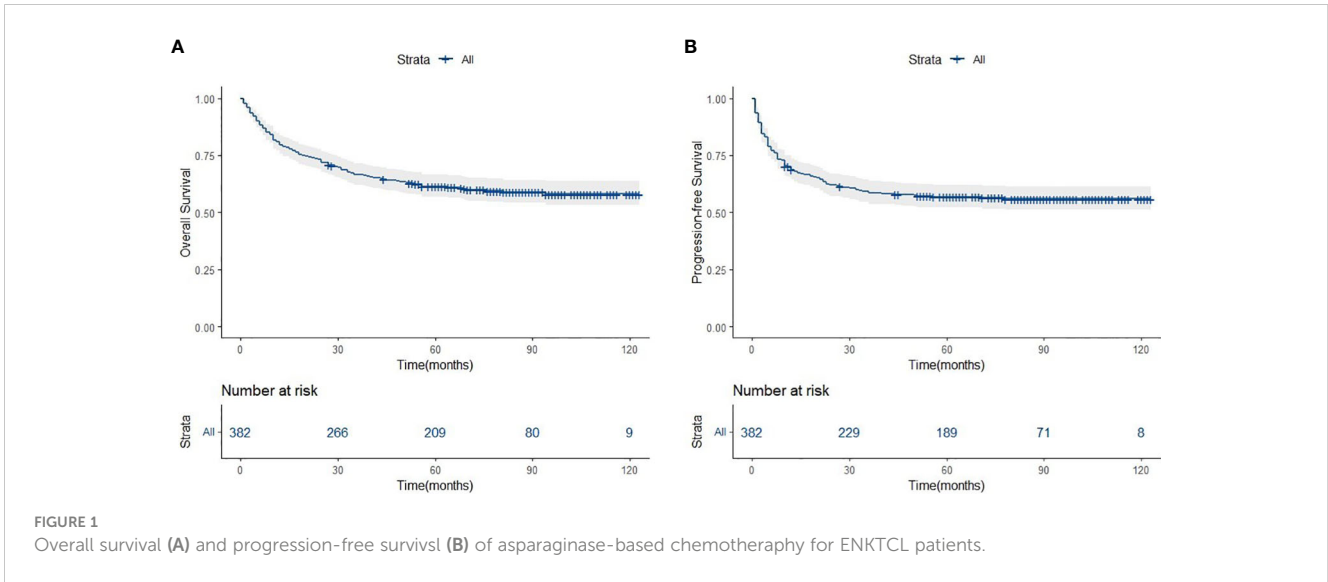 A
Strata All
1.00
0.75
0.50
0.25
0.00
Overall Survival
0 30 60 90 120
Time(months)
Number at risk
Strata
All 382 266 209 80 9
0 30 60 90 120
Time(months)
B
Strata All
1.00
0.75
0.50
0.25
0.00
Progression-free Survival
0 30 60 90 120
Time(months)
Number at risk
Strata
All 382 229 189 71 8
0 30 60 90 120
Time(months)
FIGURE 1
Overall survival (A) and progression-free survivsl (B) of asparaginase-based chemotheraphy for ENKTCL patients.